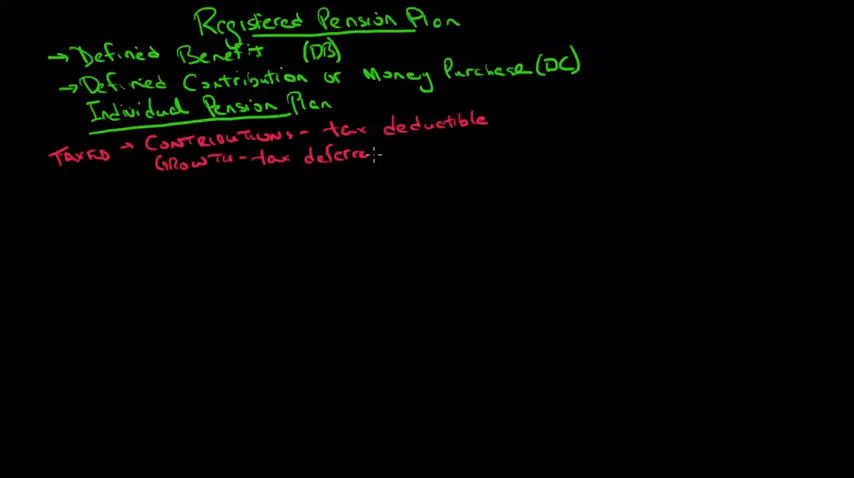 Registered Pension Plan
→ Defined Benefit (DB)
→ Defined Contribution or Money Purchase (DC)
Individual Pension Plan
TAXED → CONTRIBUTIONS - tax deductible
GROWTH - tax deferre